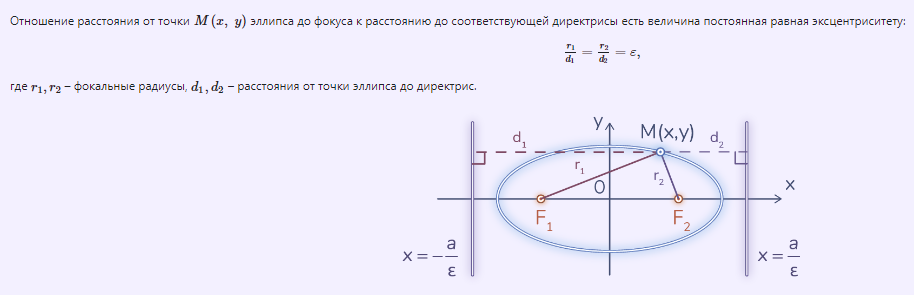 Отношение расстояния от точки M (x, y) эллипса до фокуса к расстоянию до соответствующей директрисы есть величина постоянная равная эксцентриситету:
r₁/d₁ = r₂/d₂ = ε,
где r₁, r₂ – фокальные радиусы, d₁, d₂ – расстояния от точки эллипса до директрис.
y
M(x,y)
d₁
d₂
r₁
r₂
O
x
F₁
F₂
x = −a/ε
x = a/ε